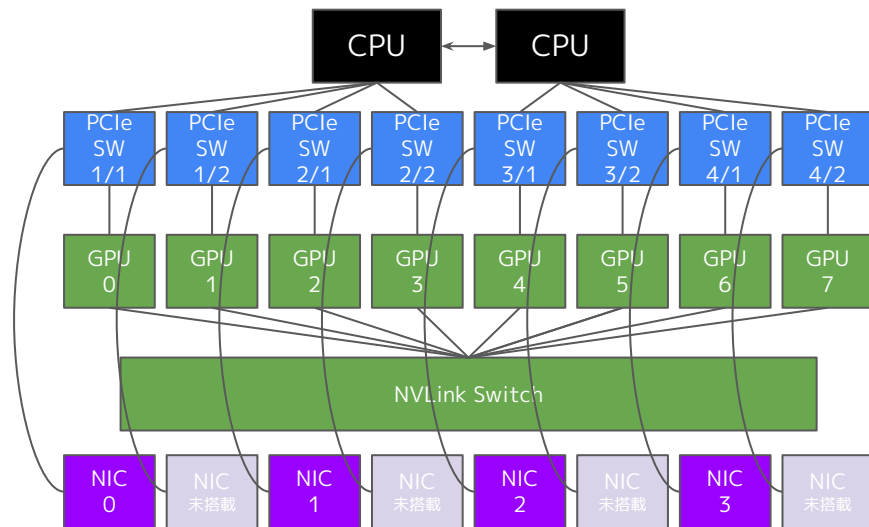 CPU
CPU
PCIe
SW
1/1
PCIe
SW
1/2
PCIe
SW
2/1
PCIe
SW
2/2
PCIe
SW
3/1
PCIe
SW
3/2
PCIe
SW
4/1
PCIe
SW
4/2
GPU
0
GPU
1
GPU
2
GPU
3
GPU
4
GPU
5
GPU
6
GPU
7
NVLink Switch
NIC
0
NIC
未搭載
NIC
1
NIC
未搭載
NIC
2
NIC
未搭載
NIC
3
NIC
未搭載